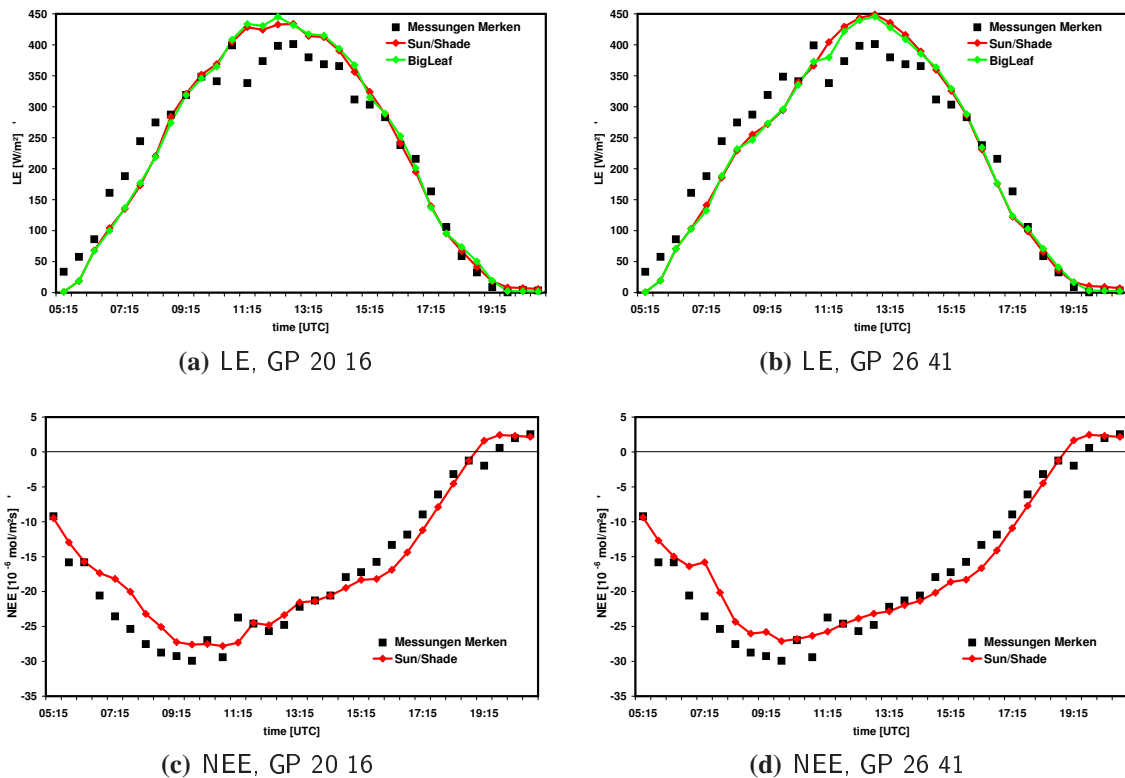 450
400
350
300
250
200
150
100
50
0
LE [W/m²] '
Messungen Merken
Sun/Shade
BigLeaf
05:15 07:15 09:15 11:15 13:15 15:15 17:15 19:15
time [UTC]
(a) LE, GP 20 16
450
400
350
300
250
200
150
100
50
0
LE [W/m²] '
Messungen Merken
Sun/Shade
BigLeaf
05:15 07:15 09:15 11:15 13:15 15:15 17:15 19:15
time [UTC]
(b) LE, GP 26 41
5
0
-5
-10
-15
-20
-25
-30
-35
NEE [10⁻⁶ mol/m²s] '
Messungen Merken
Sun/Shade
05:15 07:15 09:15 11:15 13:15 15:15 17:15 19:15
time [UTC]
(c) NEE, GP 20 16
5
0
-5
-10
-15
-20
-25
-30
-35
NEE [10⁻⁶ mol/m²s] '
Messungen Merken
Sun/Shade
05:15 07:15 09:15 11:15 13:15 15:15 17:15 19:15
time [UTC]
(d) NEE, GP 26 41